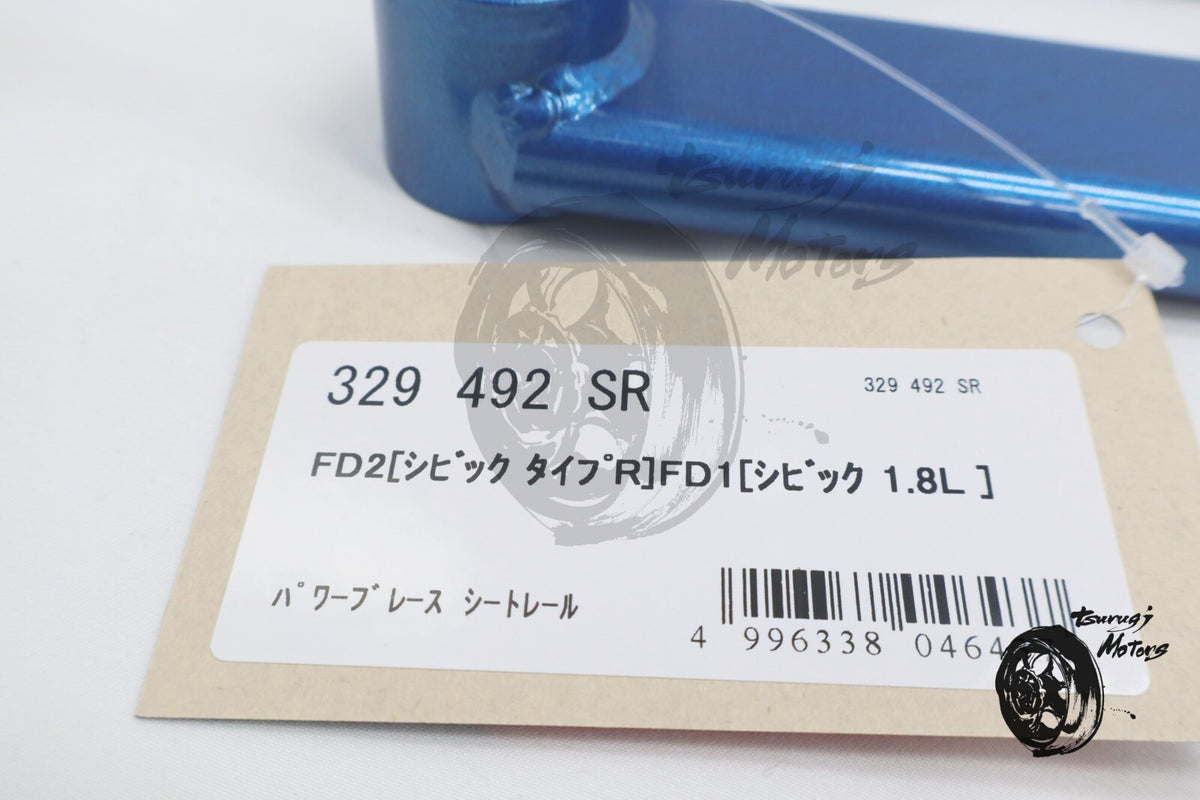 tsurugi
Motors
329 492 SR
329 492 SR
FD2[シビック タイプR]FD1[シビック 1.8L ]
パワーブレース シートレール
4 996338 0464
tsurugi
Motors